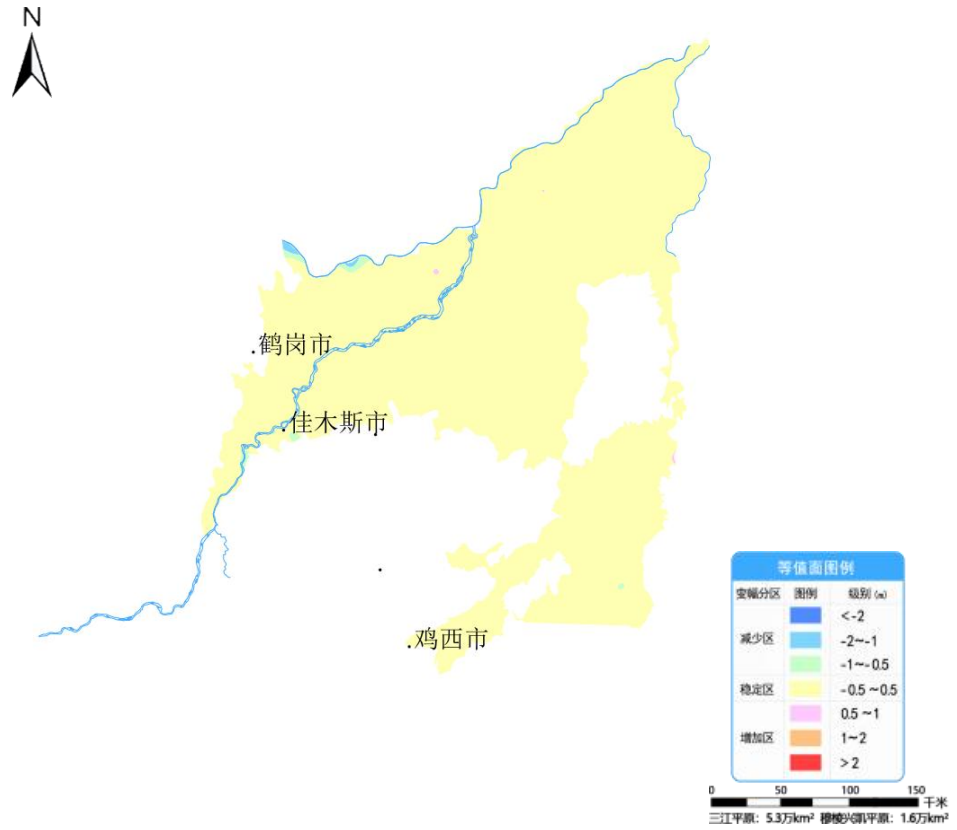 N
鹤岗市
佳木斯市
鸡西市
等值面图例
变幅分区 图例 级别 (m)
<-2
减少区 -2~-1
-1~-0.5
稳定区 -0.5~0.5
0.5~1
增加区 1~2
>2
0 50 100 150
千米
三江平原：5.3万km² 穆棱兴凯平原：1.6万km²